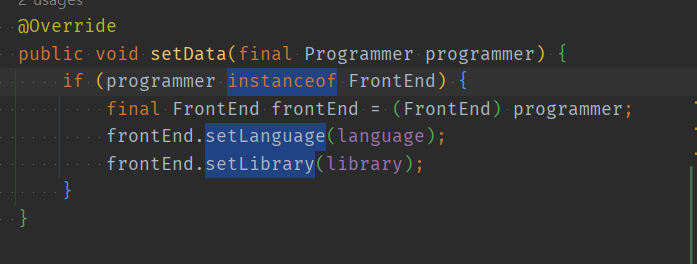 2 usages
@Override
public void setData(final Programmer programmer) {
if (programmer instanceof FrontEnd) {
final FrontEnd frontEnd = (FrontEnd) programmer;
frontEnd.setLanguage(language);
frontEnd.setLibrary(library);
}
}